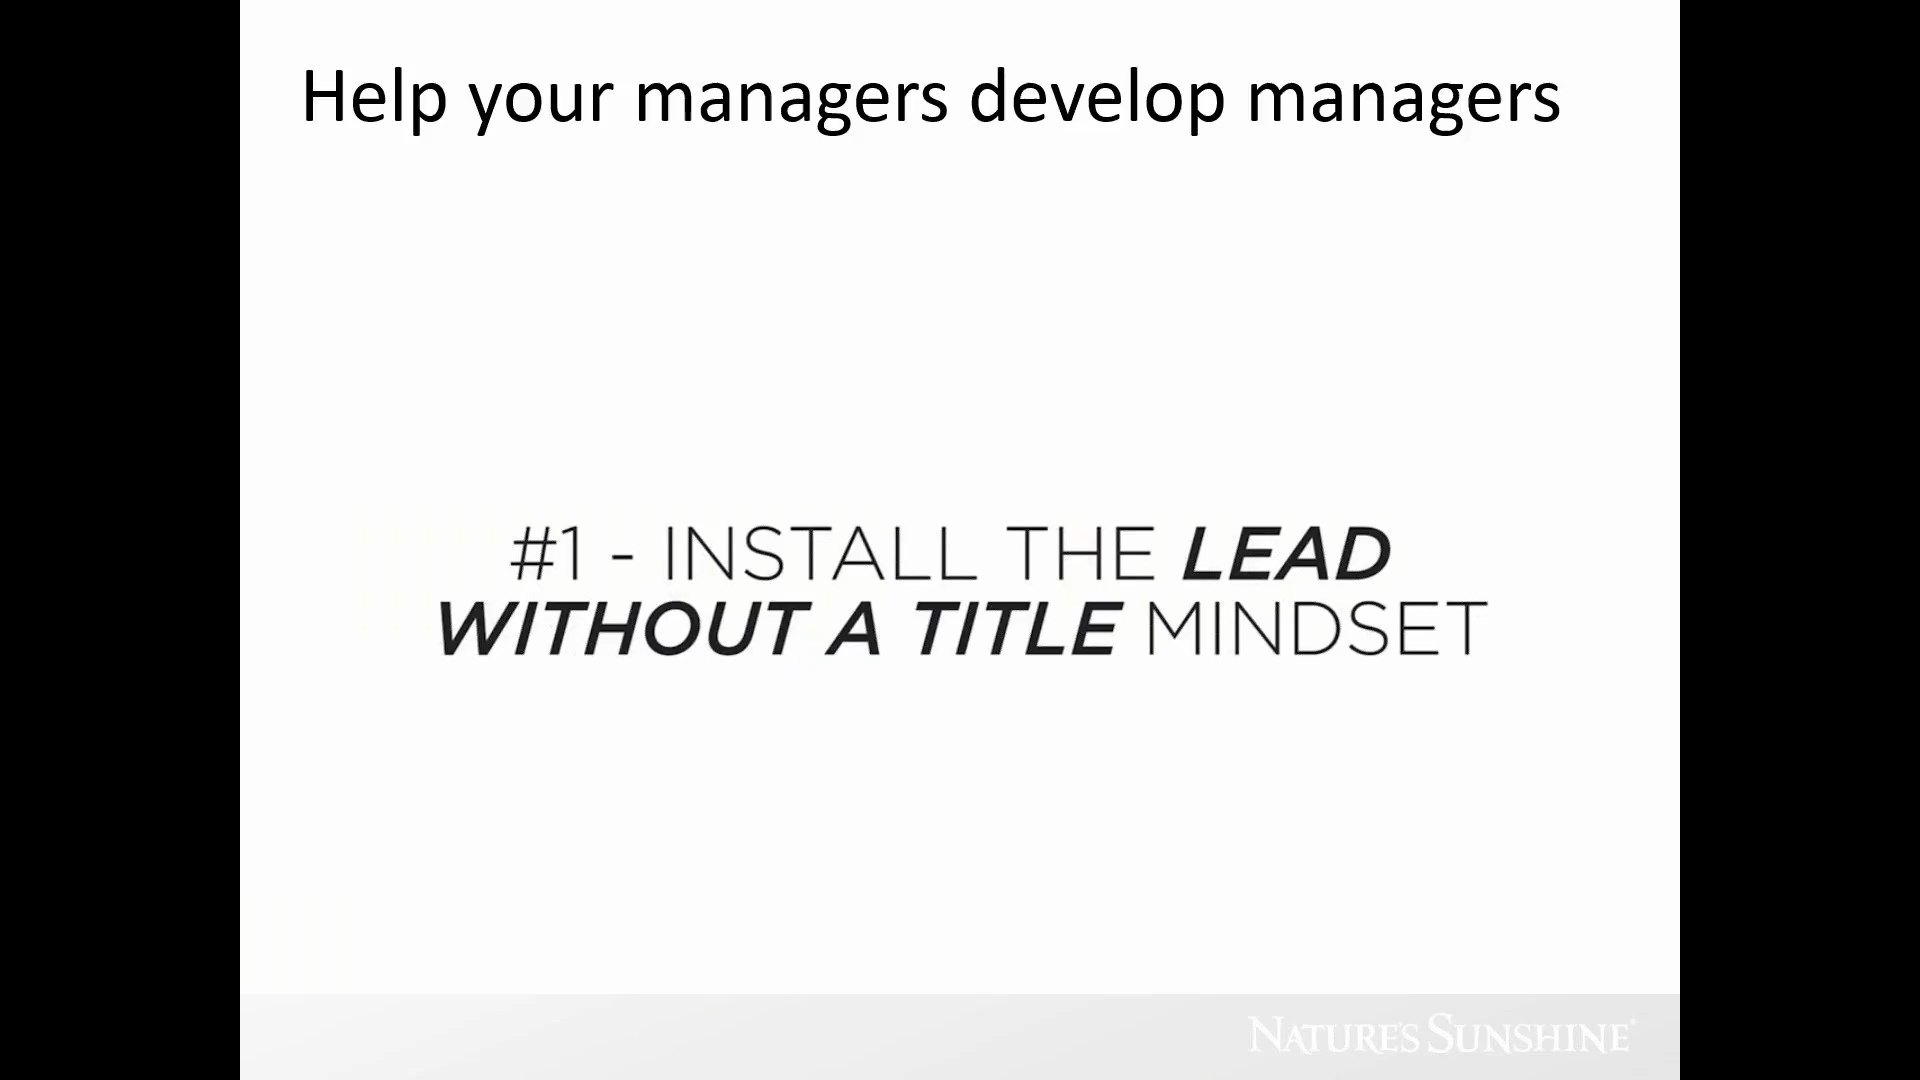 Help your managers develop managers
#1 - INSTALL THE LEAD
WITHOUT A TITLE MINDSET
NATURE'S SUNSHINE®